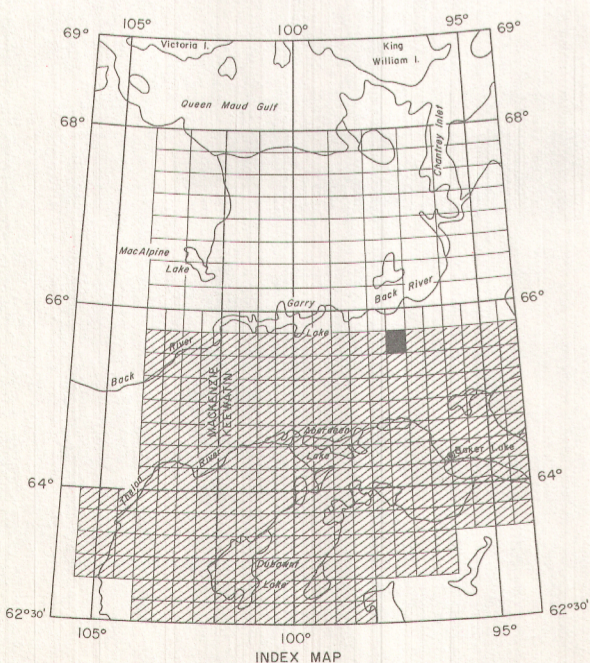 105°
100°
95°
69°
69°
Victoria I.
King
William I.
Queen Maud Gulf
68°
68°
Chantrey Inlet
MacAlpine
Lake
Back River
66°
66°
Garry
Lake
Back
River
MACKENZIE
KEEWATIN
Aberdeen
Lake
Baker Lake
Thelon
River
64°
64°
Dubawnt
Lake
62°30'
62°30'
105°
100°
95°
INDEX MAP